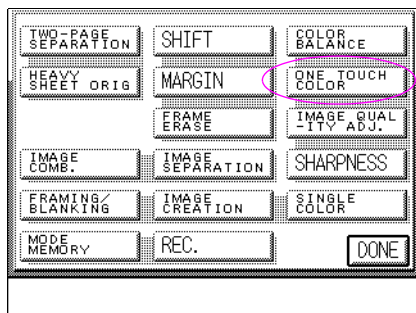 TWO-PAGE
SEPARATION
SHIFT
COLOR
BALANCE
HEAVY
SHEET ORIG
MARGIN
ONE TOUCH
COLOR
FRAME
ERASE
IMAGE QUAL
-ITY ADJ.
IMAGE
COMB.
IMAGE
SEPARATION
SHARPNESS
FRAMING/
BLANKING
IMAGE
CREATION
SINGLE
COLOR
MODE
MEMORY
REC.
DONE